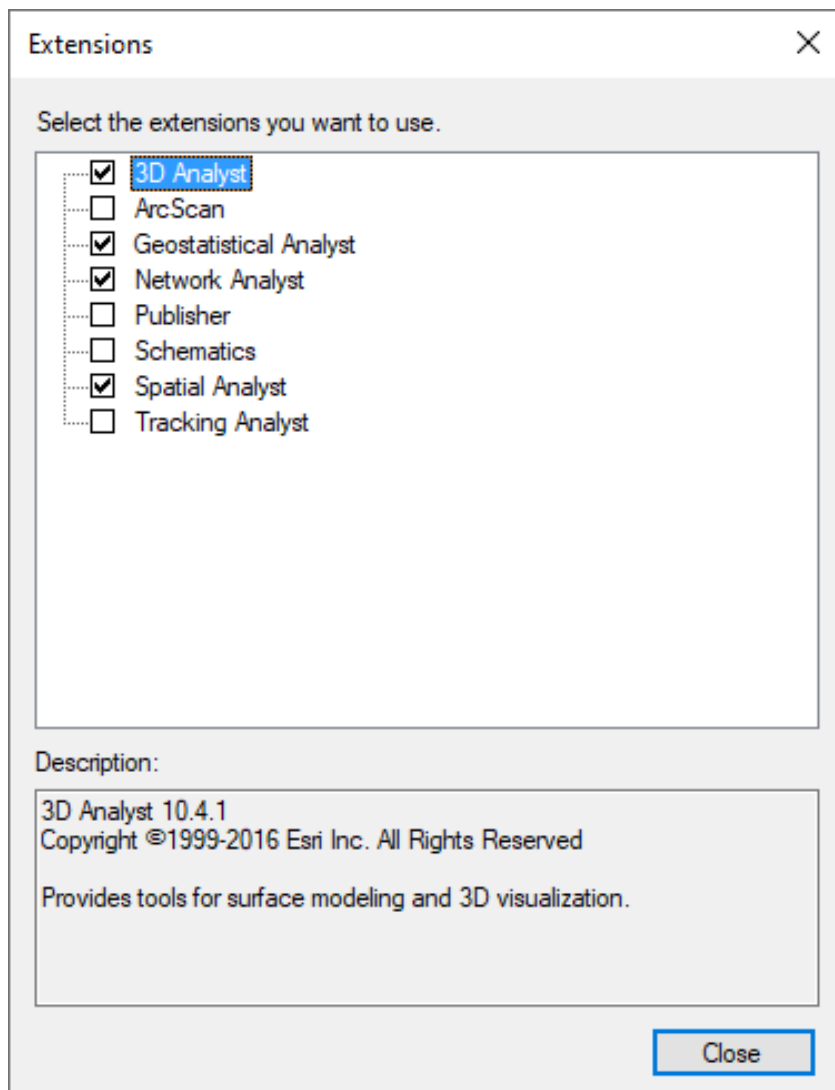 Extensions
Select the extensions you want to use.
3D Analyst
ArcScan
Geostatistical Analyst
Network Analyst
Publisher
Schematics
Spatial Analyst
Tracking Analyst
Description:
3D Analyst 10.4.1
Copyright ©1999-2016 Esri Inc. All Rights Reserved
Provides tools for surface modeling and 3D visualization.
Close